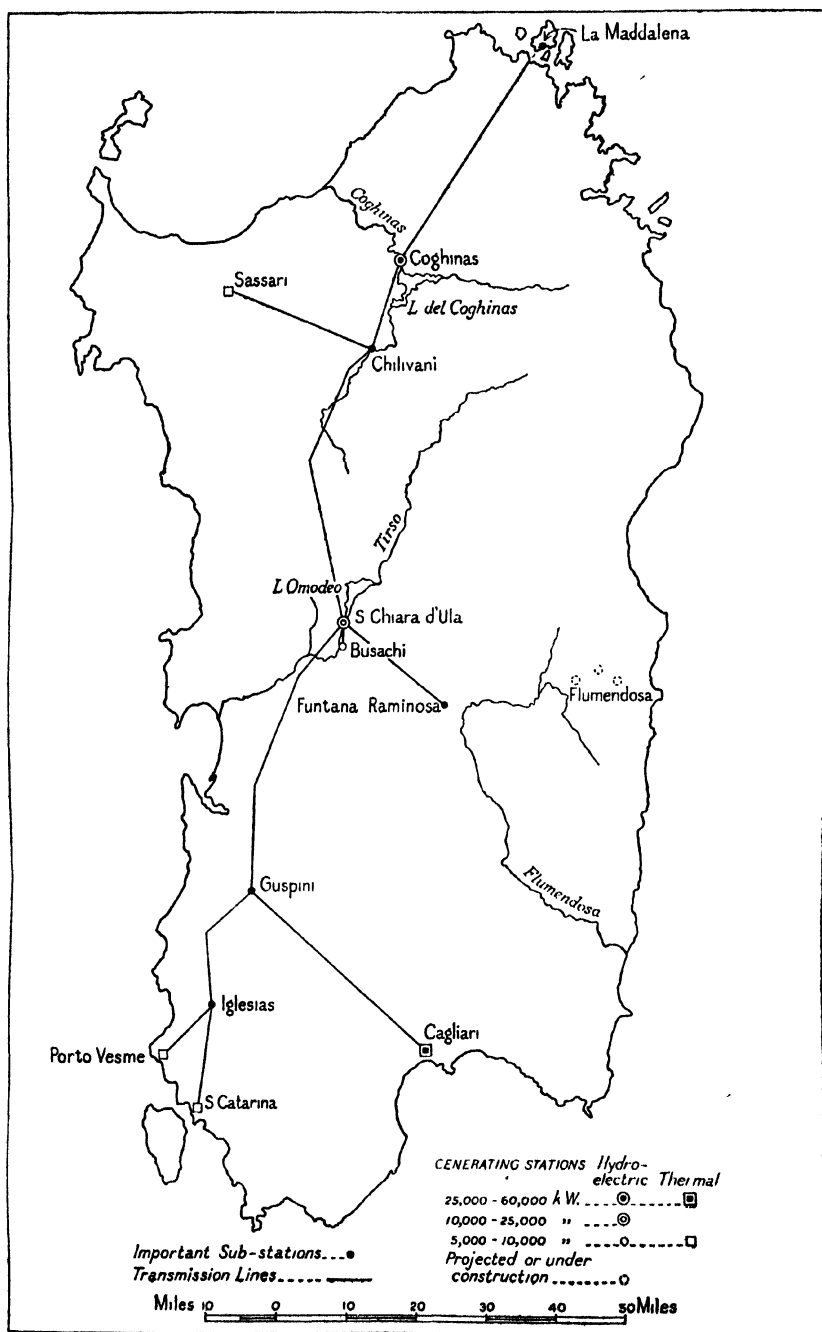 La Maddalena
Coghinas
Coghinas
Sassari
L del Coghinas
Chilivani
Tirso
L Omodeo
S Chiara d'Ula
Busachi
Flumendosa
Funtana Raminosa
Flumendosa
Guspini
Iglesias
Cagliari
Porto Vesme
S Catarina
GENERATING STATIONS Hydro-
electric Thermal
25,000 - 60,000 kW.
10,000 - 25,000 "
5,000 - 10,000 "
Important Sub-stations
Projected or under
construction
Transmission Lines
Miles 10 0 10 20 30 40 50 Miles